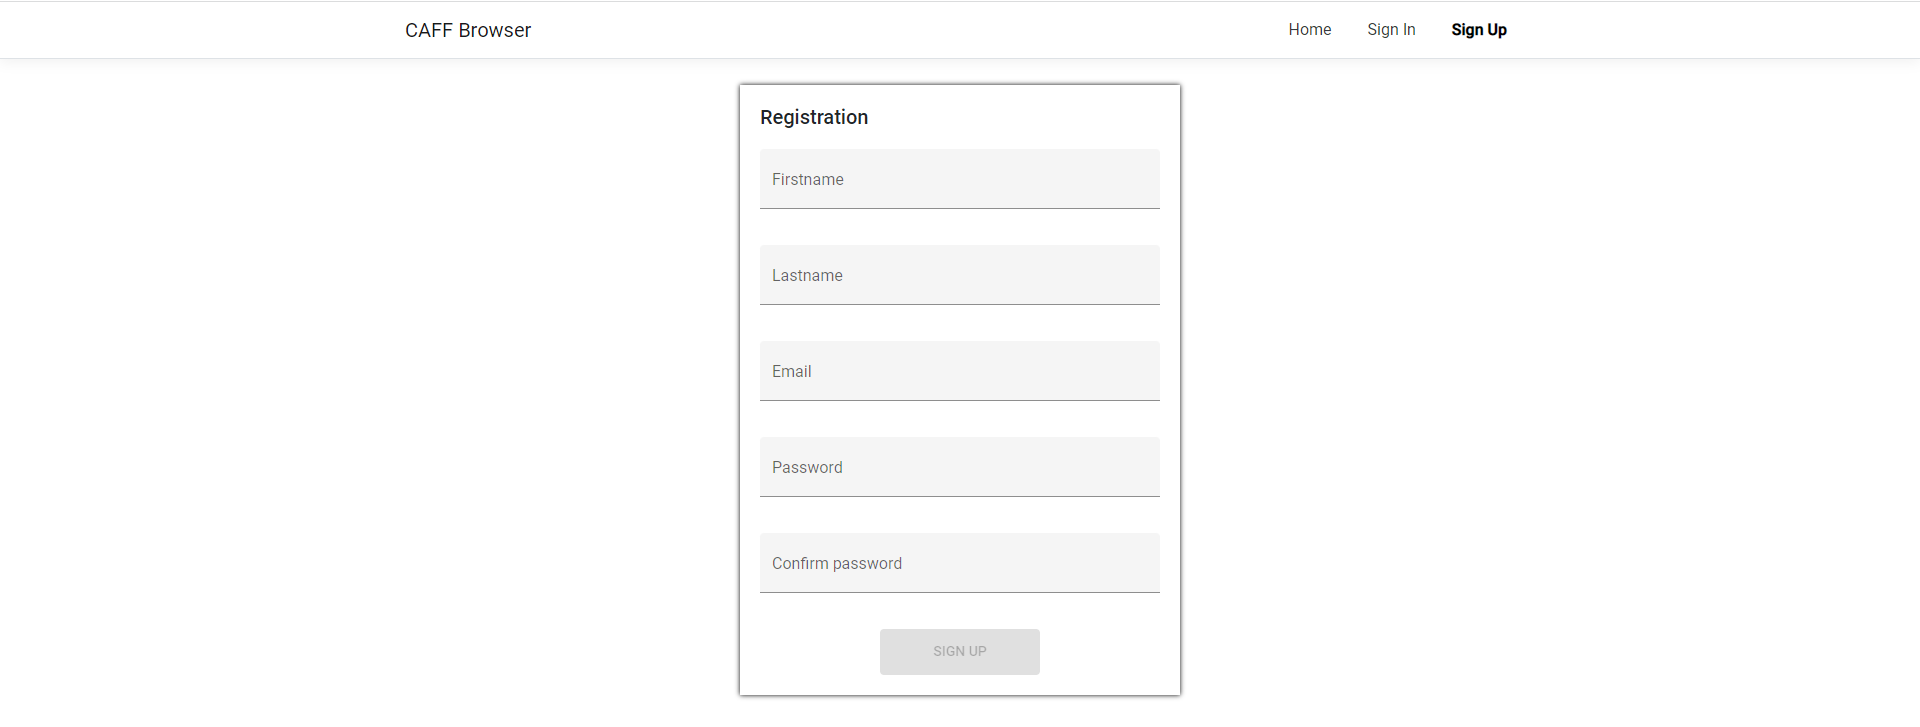 CAFF Browser
Home Sign In Sign Up
Registration
Firstname
Lastname
Email
Password
Confirm password
SIGN UP